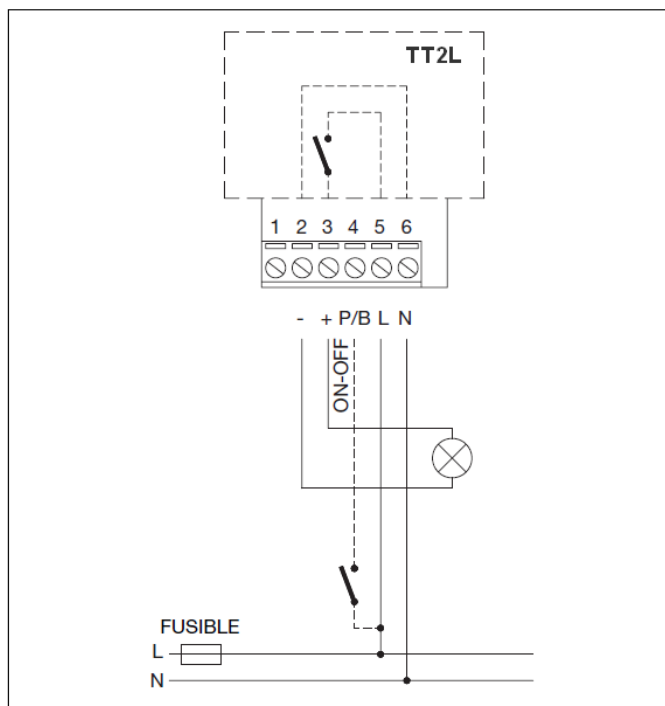 TT2L
1 2 3 4 5 6
- + P/B L N
ON-OFF
FUSIBLE
L
N